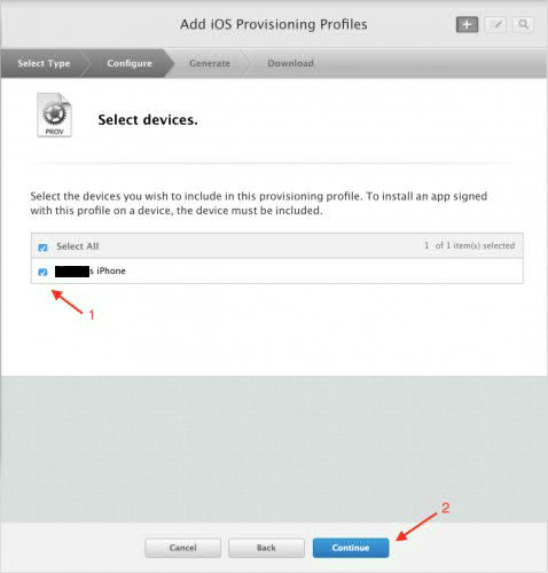 Add iOS Provisioning Profiles
Select Type Configure Generate Download
PROV
Select devices.
Select the devices you wish to include in this provisioning profile. To install an app signed
with this profile on a device, the device must be included.
Select All 1 of 1 item(s) selected
s iPhone
1
2
Cancel Back Continue